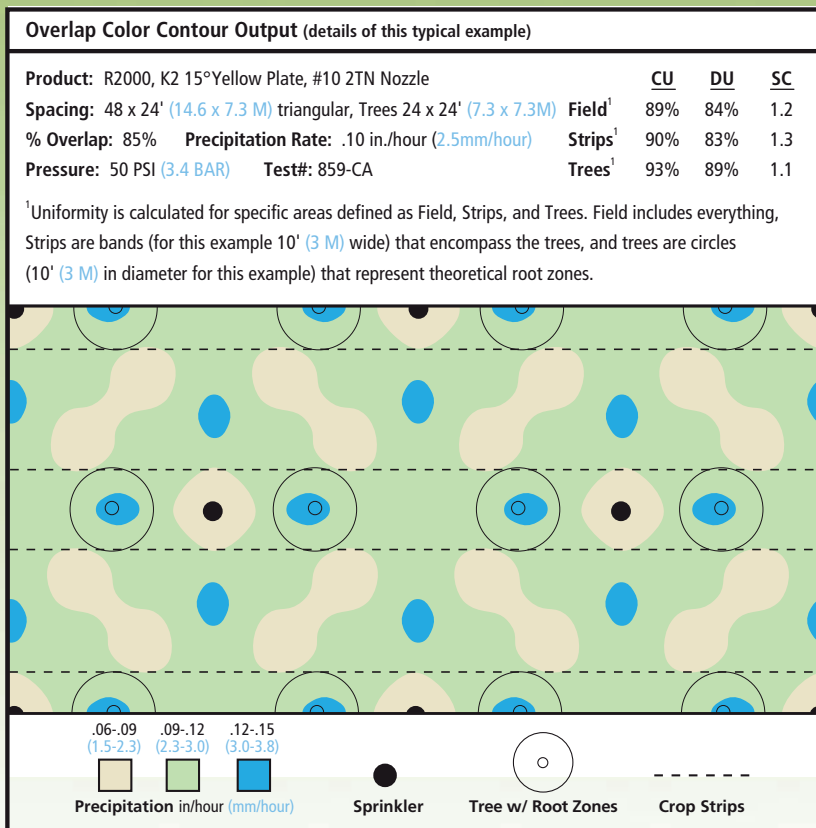 Overlap Color Contour Output (details of this typical example)
Product: R2000, K2 15°Yellow Plate, #10 2TN Nozzle CU DU SC
Spacing: 48 x 24' (14.6 x 7.3 M) triangular, Trees 24 x 24' (7.3 x 7.3M) Field¹ 89% 84% 1.2
% Overlap: 85% Precipitation Rate: .10 in./hour (2.5mm/hour) Strips¹ 90% 83% 1.3
Pressure: 50 PSI (3.4 BAR) Test#: 859-CA Trees¹ 93% 89% 1.1
¹Uniformity is calculated for specific areas defined as Field, Strips, and Trees. Field includes everything,
Strips are bands (for this example 10' (3 M) wide) that encompass the trees, and trees are circles
(10' (3 M) in diameter for this example) that represent theoretical root zones.
.06-.09 .09-.12 .12-.15
(1.5-2.3) (2.3-3.0) (3.0-3.8)
Precipitation in/hour (mm/hour) Sprinkler Tree w/ Root Zones Crop Strips